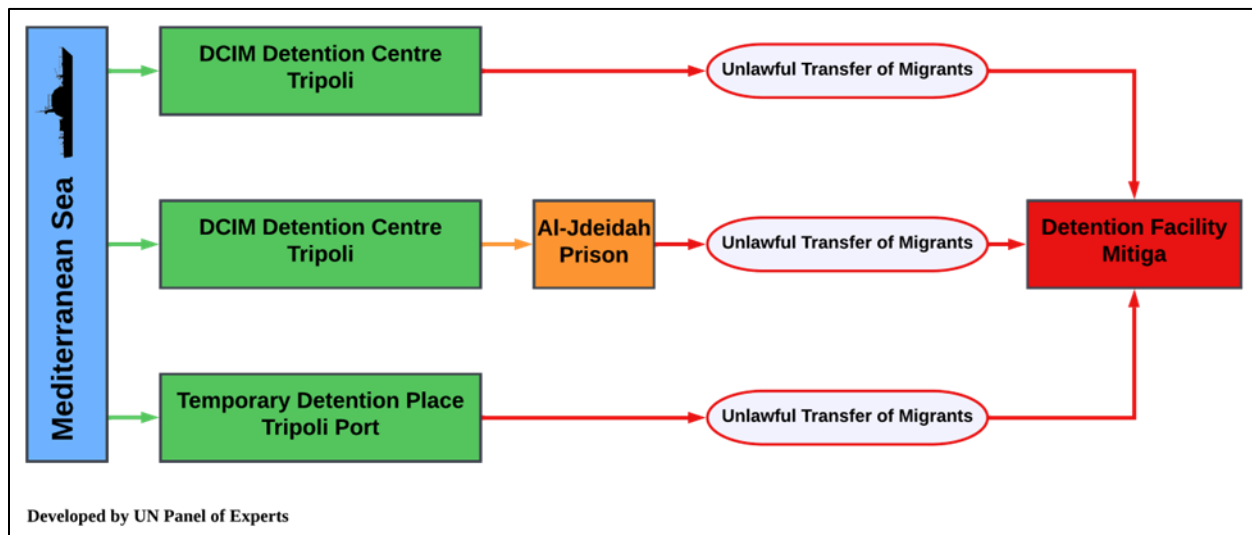 Mediterranean Sea
DCIM Detention Centre
Tripoli
Unlawful Transfer of Migrants
DCIM Detention Centre
Tripoli
Al-Jdeidah
Prison
Unlawful Transfer of Migrants
Detention Facility
Mitiga
Temporary Detention Place
Tripoli Port
Unlawful Transfer of Migrants
Developed by UN Panel of Experts